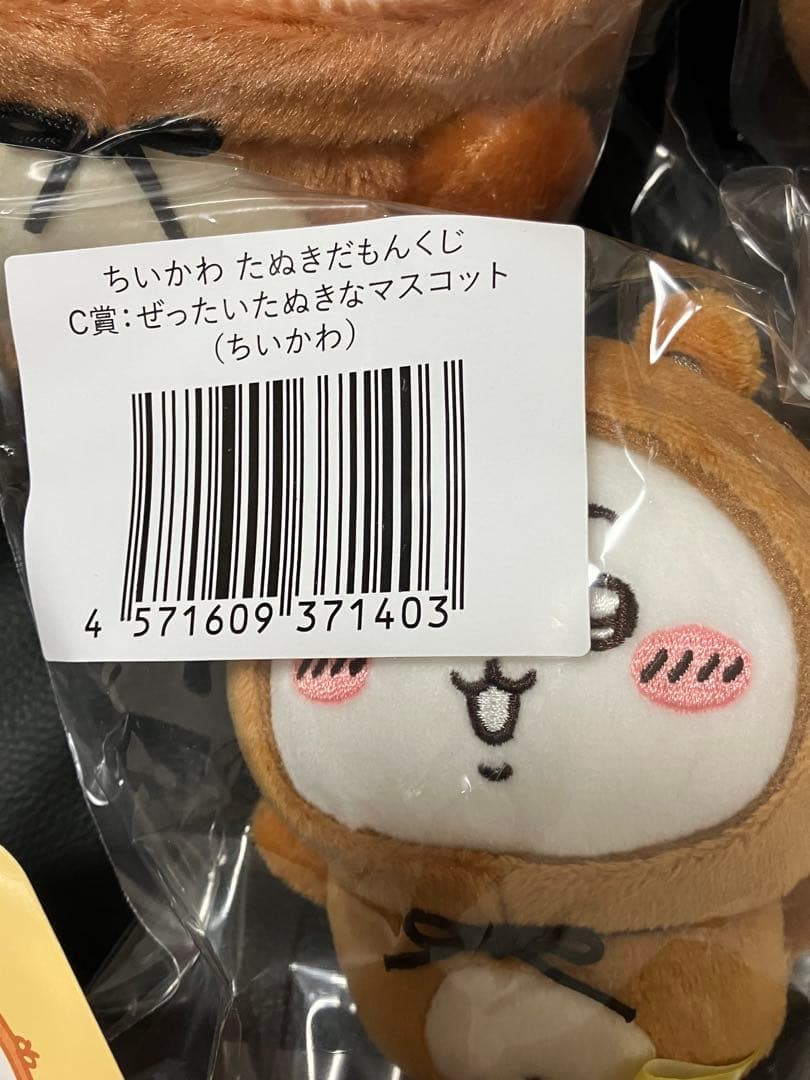 ちいかわ たぬきだもんくじ
C賞：ぜったいたぬきなマスコット
（ちいかわ）
4 571609 371403